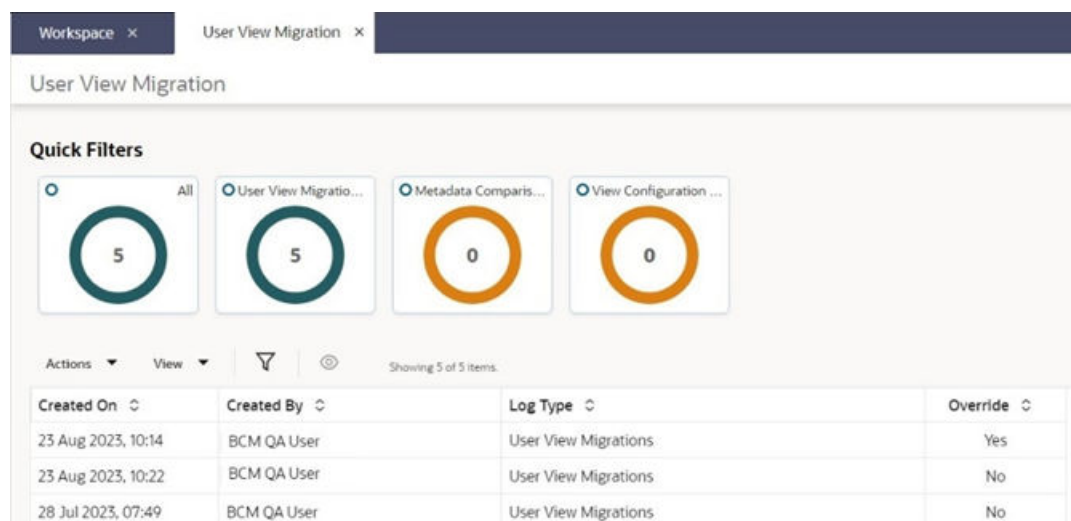 Workspace × User View Migration ×
User View Migration
Quick Filters
All User View Migratio... Metadata Comparis... View Configuration ...
5 5 0 0
Actions View Showing 5 of 5 items.
Created On Created By Log Type Override
23 Aug 2023, 10:14 BCM QA User User View Migrations Yes
23 Aug 2023, 10:22 BCM QA User User View Migrations No
28 Jul 2023, 07:49 BCM QA User User View Migrations No